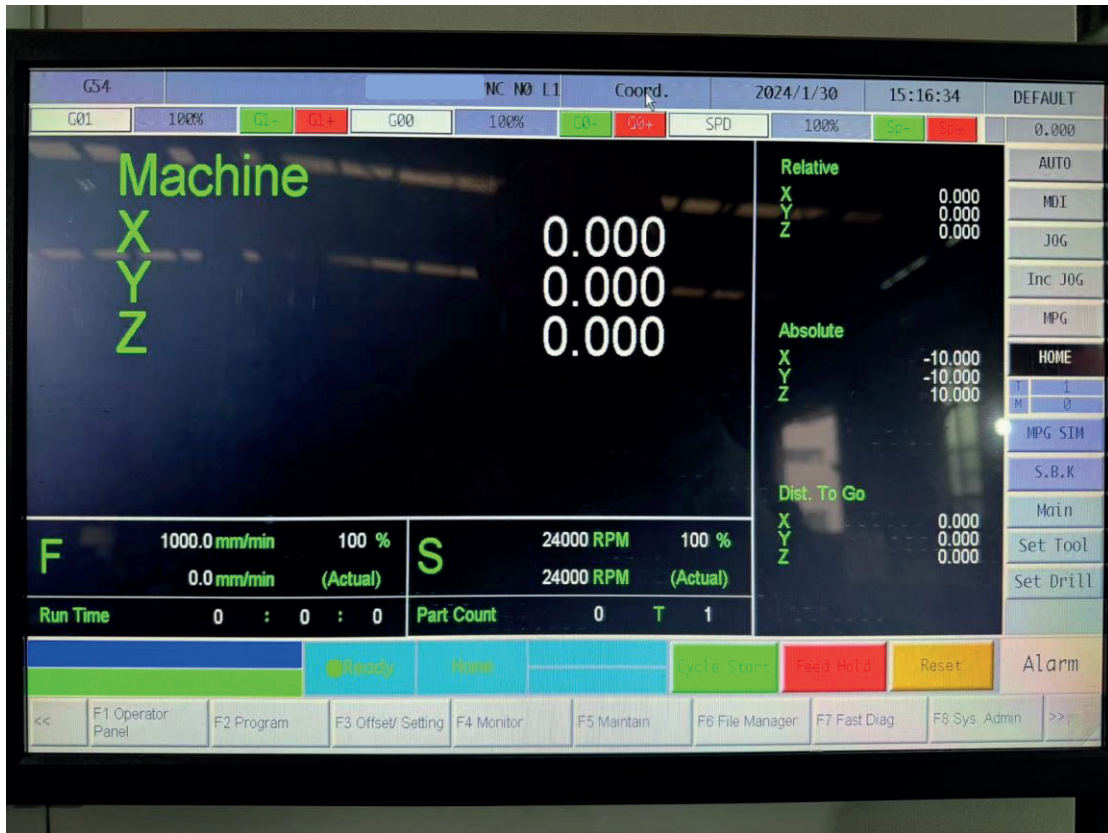 G54 NC N0 L1 Coord. 2024/1/30 15:16:34 DEFAULT
G01 100% G1- G1+ G00 100% G0- G0+ SPD 100% Sp- Sp+ 0.000
Machine
X 0.000
Y 0.000
Z 0.000
Relative
X 0.000
Y 0.000
Z 0.000
Absolute
X -10.000
Y -10.000
Z 10.000
Dist. To Go
X 0.000
Y 0.000
Z 0.000
AUTO
MDI
JOG
Inc JOG
MPG
HOME
T 1
M 0
MPG SIM
S.B.K
Main
Set Tool
Set Drill
F 1000.0 mm/min 100 %
0.0 mm/min (Actual)
S 24000 RPM 100 %
24000 RPM (Actual)
Run Time 0 : 0 : 0 Part Count 0 T 1
Ready Home Cycle Start Feed Hold Reset Alarm
<< F1 Operator Panel F2 Program F3 Offset/ Setting F4 Monitor F5 Maintain F6 File Manager F7 Fast Diag. F8 Sys. Admin >>